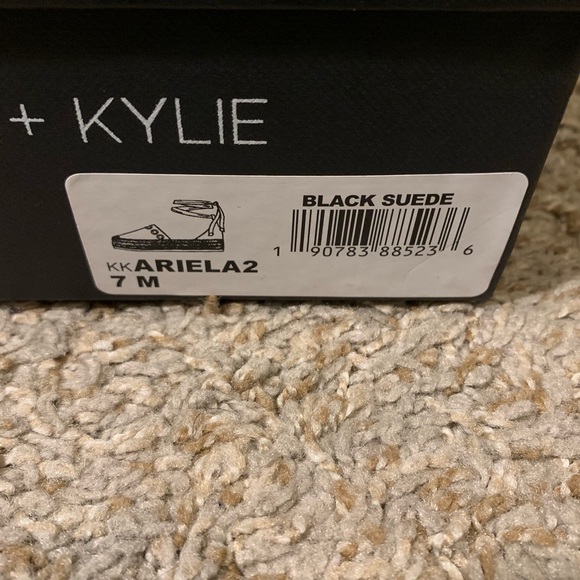 + KYLIE
BLACK SUEDE
1 90783 88523 6
KKARIELA2
7 M